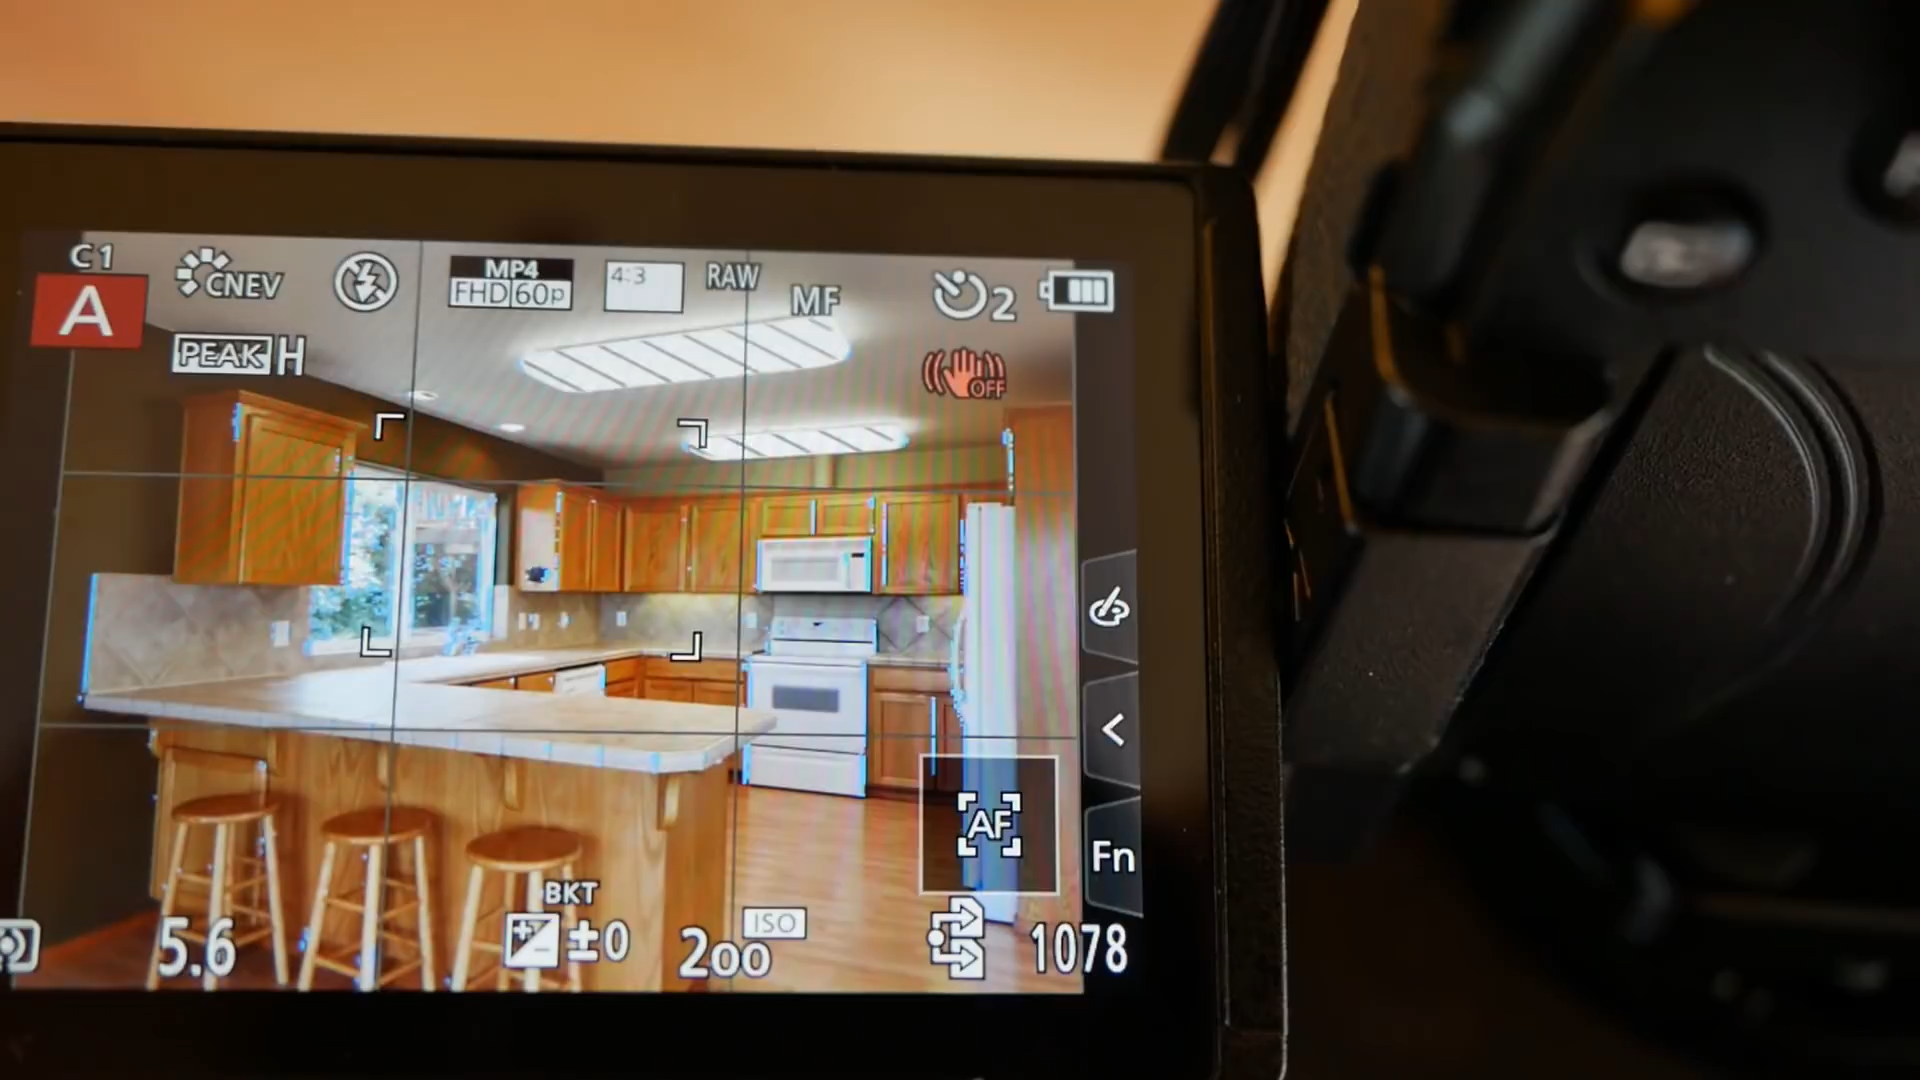 C1
A
CNEV
MP4
FHD 60p
4:3
RAW
MF
2
PEAK H
OFF
AF
<
Fn
BKT
5.6
±0
200
ISO
1078